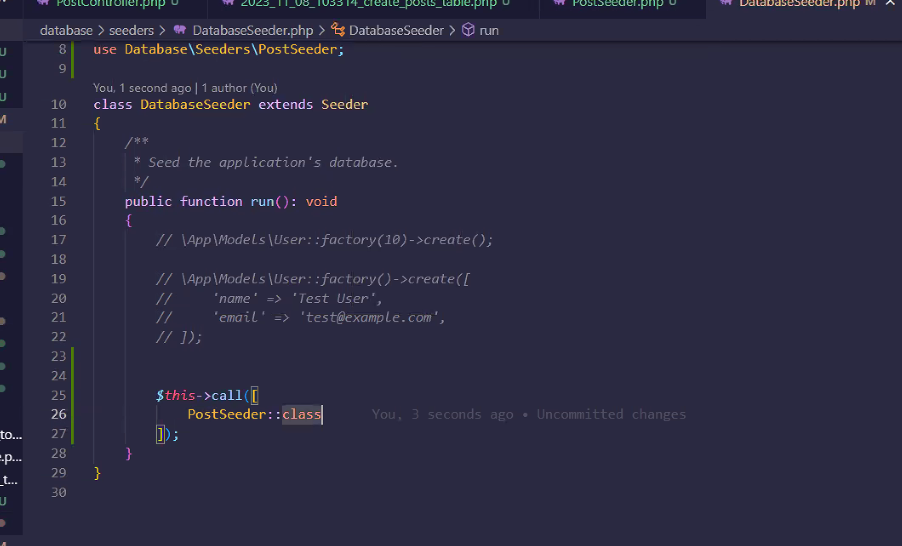 PostController.php U
2023_11_08_103314_create_posts_table.php U
PostSeeder.php U
DatabaseSeeder.php M
database > seeders > DatabaseSeeder.php > DatabaseSeeder > run
8 use Database\Seeders\PostSeeder;
9
You, 1 second ago | 1 author (You)
10 class DatabaseSeeder extends Seeder
11 {
12 /**
13 * Seed the application's database.
14 */
15 public function run(): void
16 {
17 // \App\Models\User::factory(10)->create();
18
19 // \App\Models\User::factory()->create([
20 // 'name' => 'Test User',
21 // 'email' => 'test@example.com',
22 // ]);
23
24
25 $this->call([
26 PostSeeder::class You, 3 seconds ago • Uncommitted changes
27 ]);
28 }
29 }
30
U
U
U
M
to...
e.p...
_t...
U